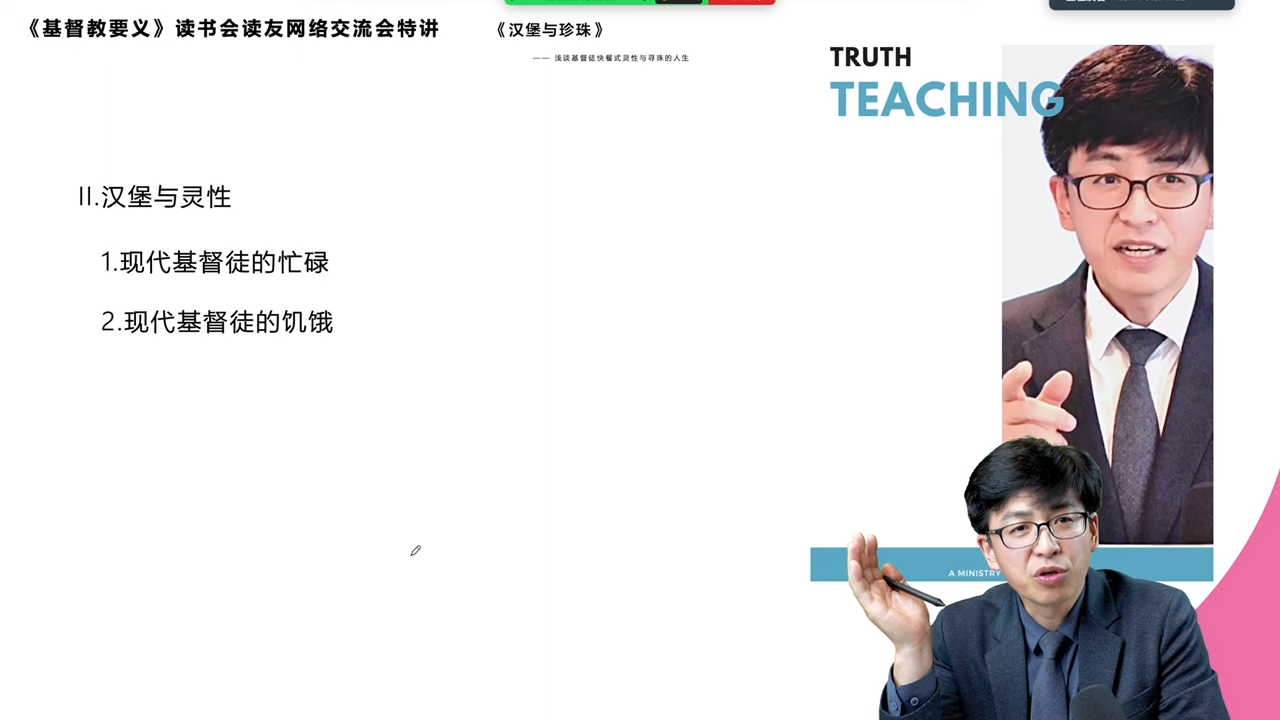 《基督教要义》读书会读友网络交流会特讲
《汉堡与珍珠》
—— 浅谈基督徒快餐式灵性与寻珠的人生
TRUTH
TEACHING
II.汉堡与灵性
1.现代基督徒的忙碌
2.现代基督徒的饥饿
A MINISTRY